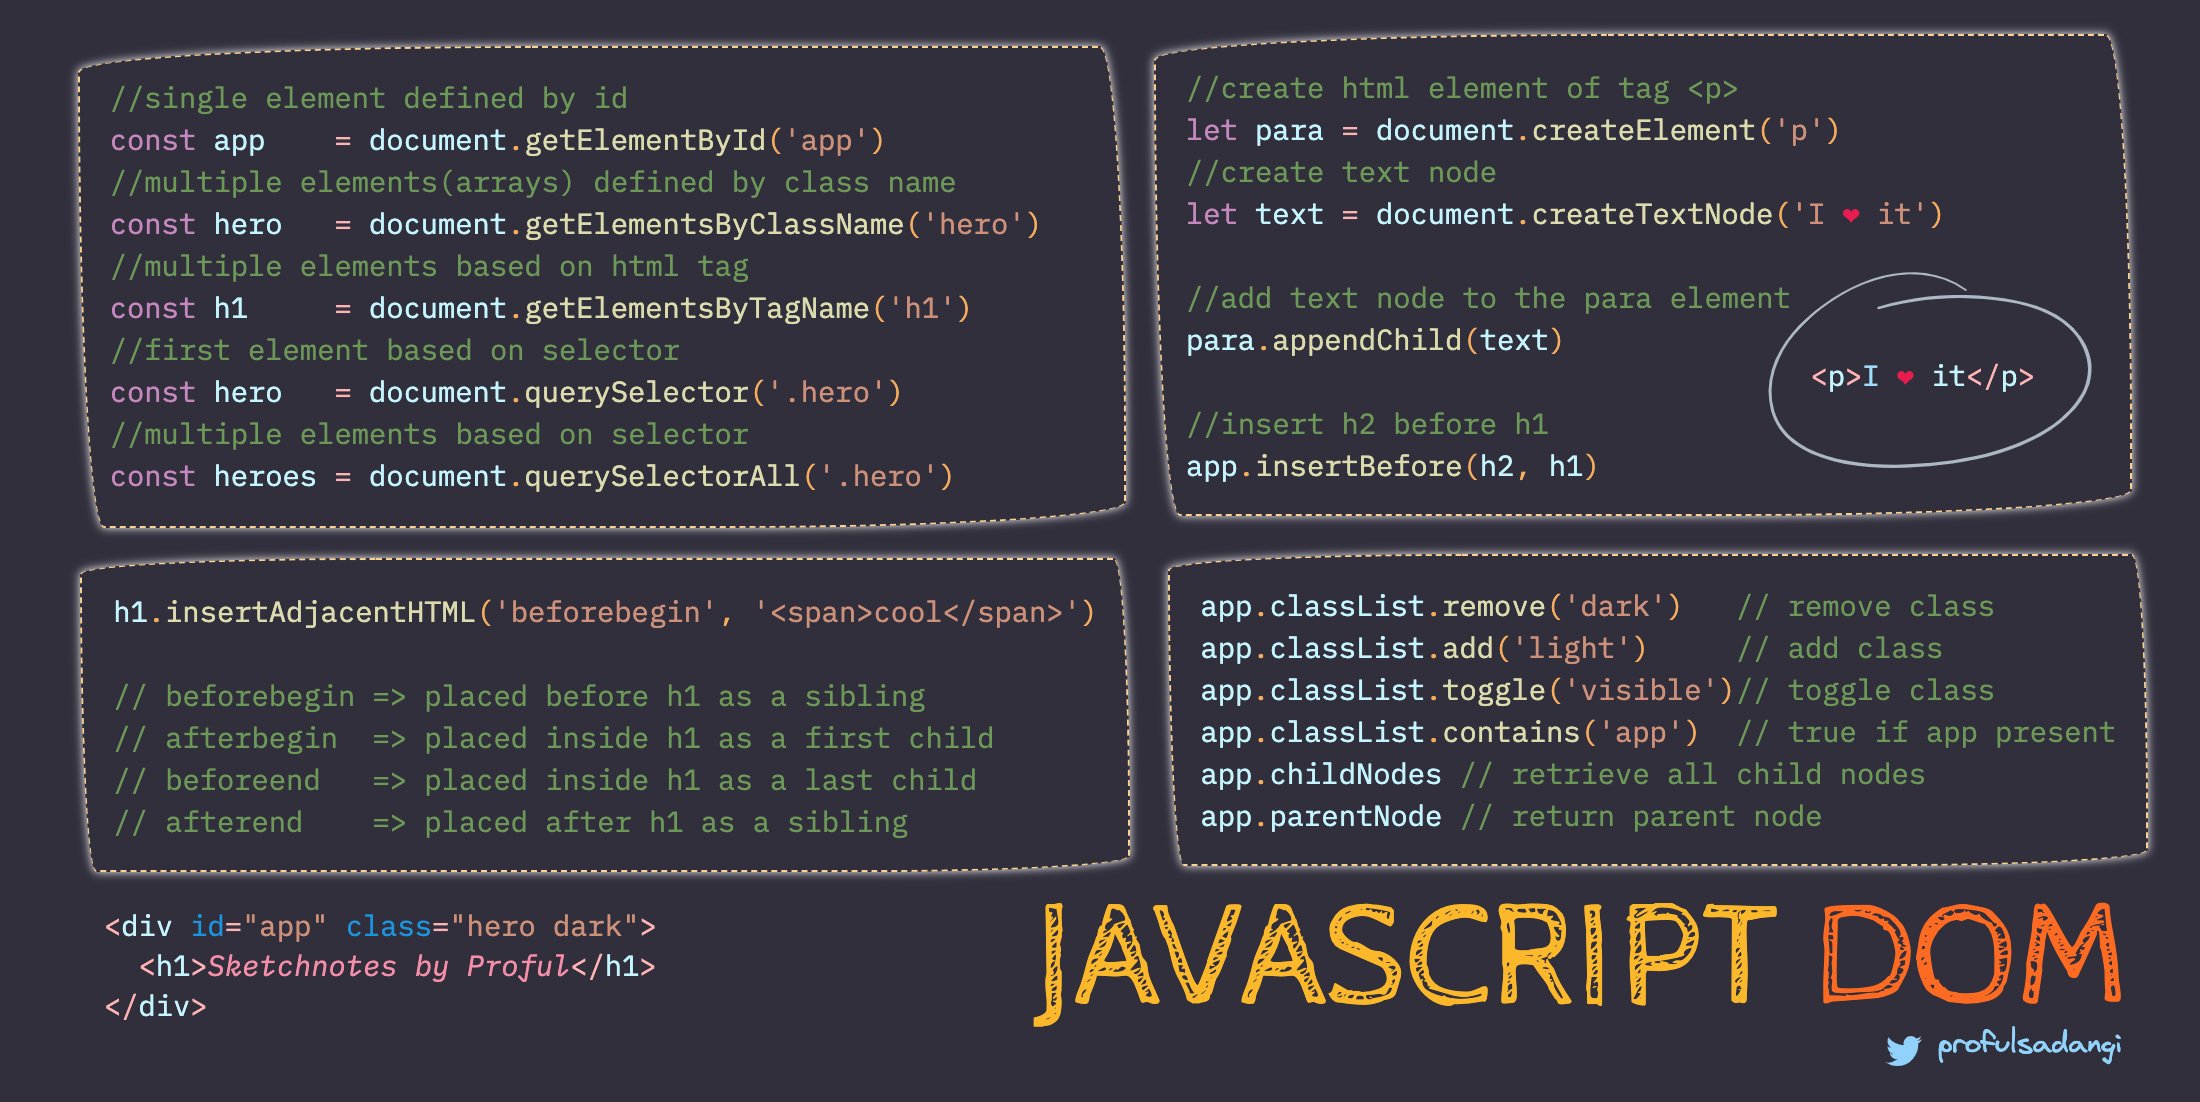 //single element defined by id
const app    = document.getElementById('app')
//multiple elements(arrays) defined by class name
const hero   = document.getElementsByClassName('hero')
//multiple elements based on html tag
const h1     = document.getElementsByTagName('h1')
//first element based on selector
const hero   = document.querySelector('.hero')
//multiple elements based on selector
const heroes = document.querySelectorAll('.hero')
//create html element of tag <p>
let para = document.createElement('p')
//create text node
let text = document.createTextNode('I ❤ it')
//add text node to the para element
para.appendChild(text)
<p>I ❤ it</p>
//insert h2 before h1
app.insertBefore(h2, h1)
h1.insertAdjacentHTML('beforebegin', '<span>cool</span>')
// beforebegin => placed before h1 as a sibling
// afterbegin  => placed inside h1 as a first child
// beforeend   => placed inside h1 as a last child
// afterend    => placed after h1 as a sibling
app.classList.remove('dark')   // remove class
app.classList.add('light')     // add class
app.classList.toggle('visible')// toggle class
app.classList.contains('app')  // true if app present
app.childNodes // retrieve all child nodes
app.parentNode // return parent node
<div id="app" class="hero dark">
  <h1>Sketchnotes by Proful</h1>
</div>
JAVASCRIPT DOM
profulsadangi